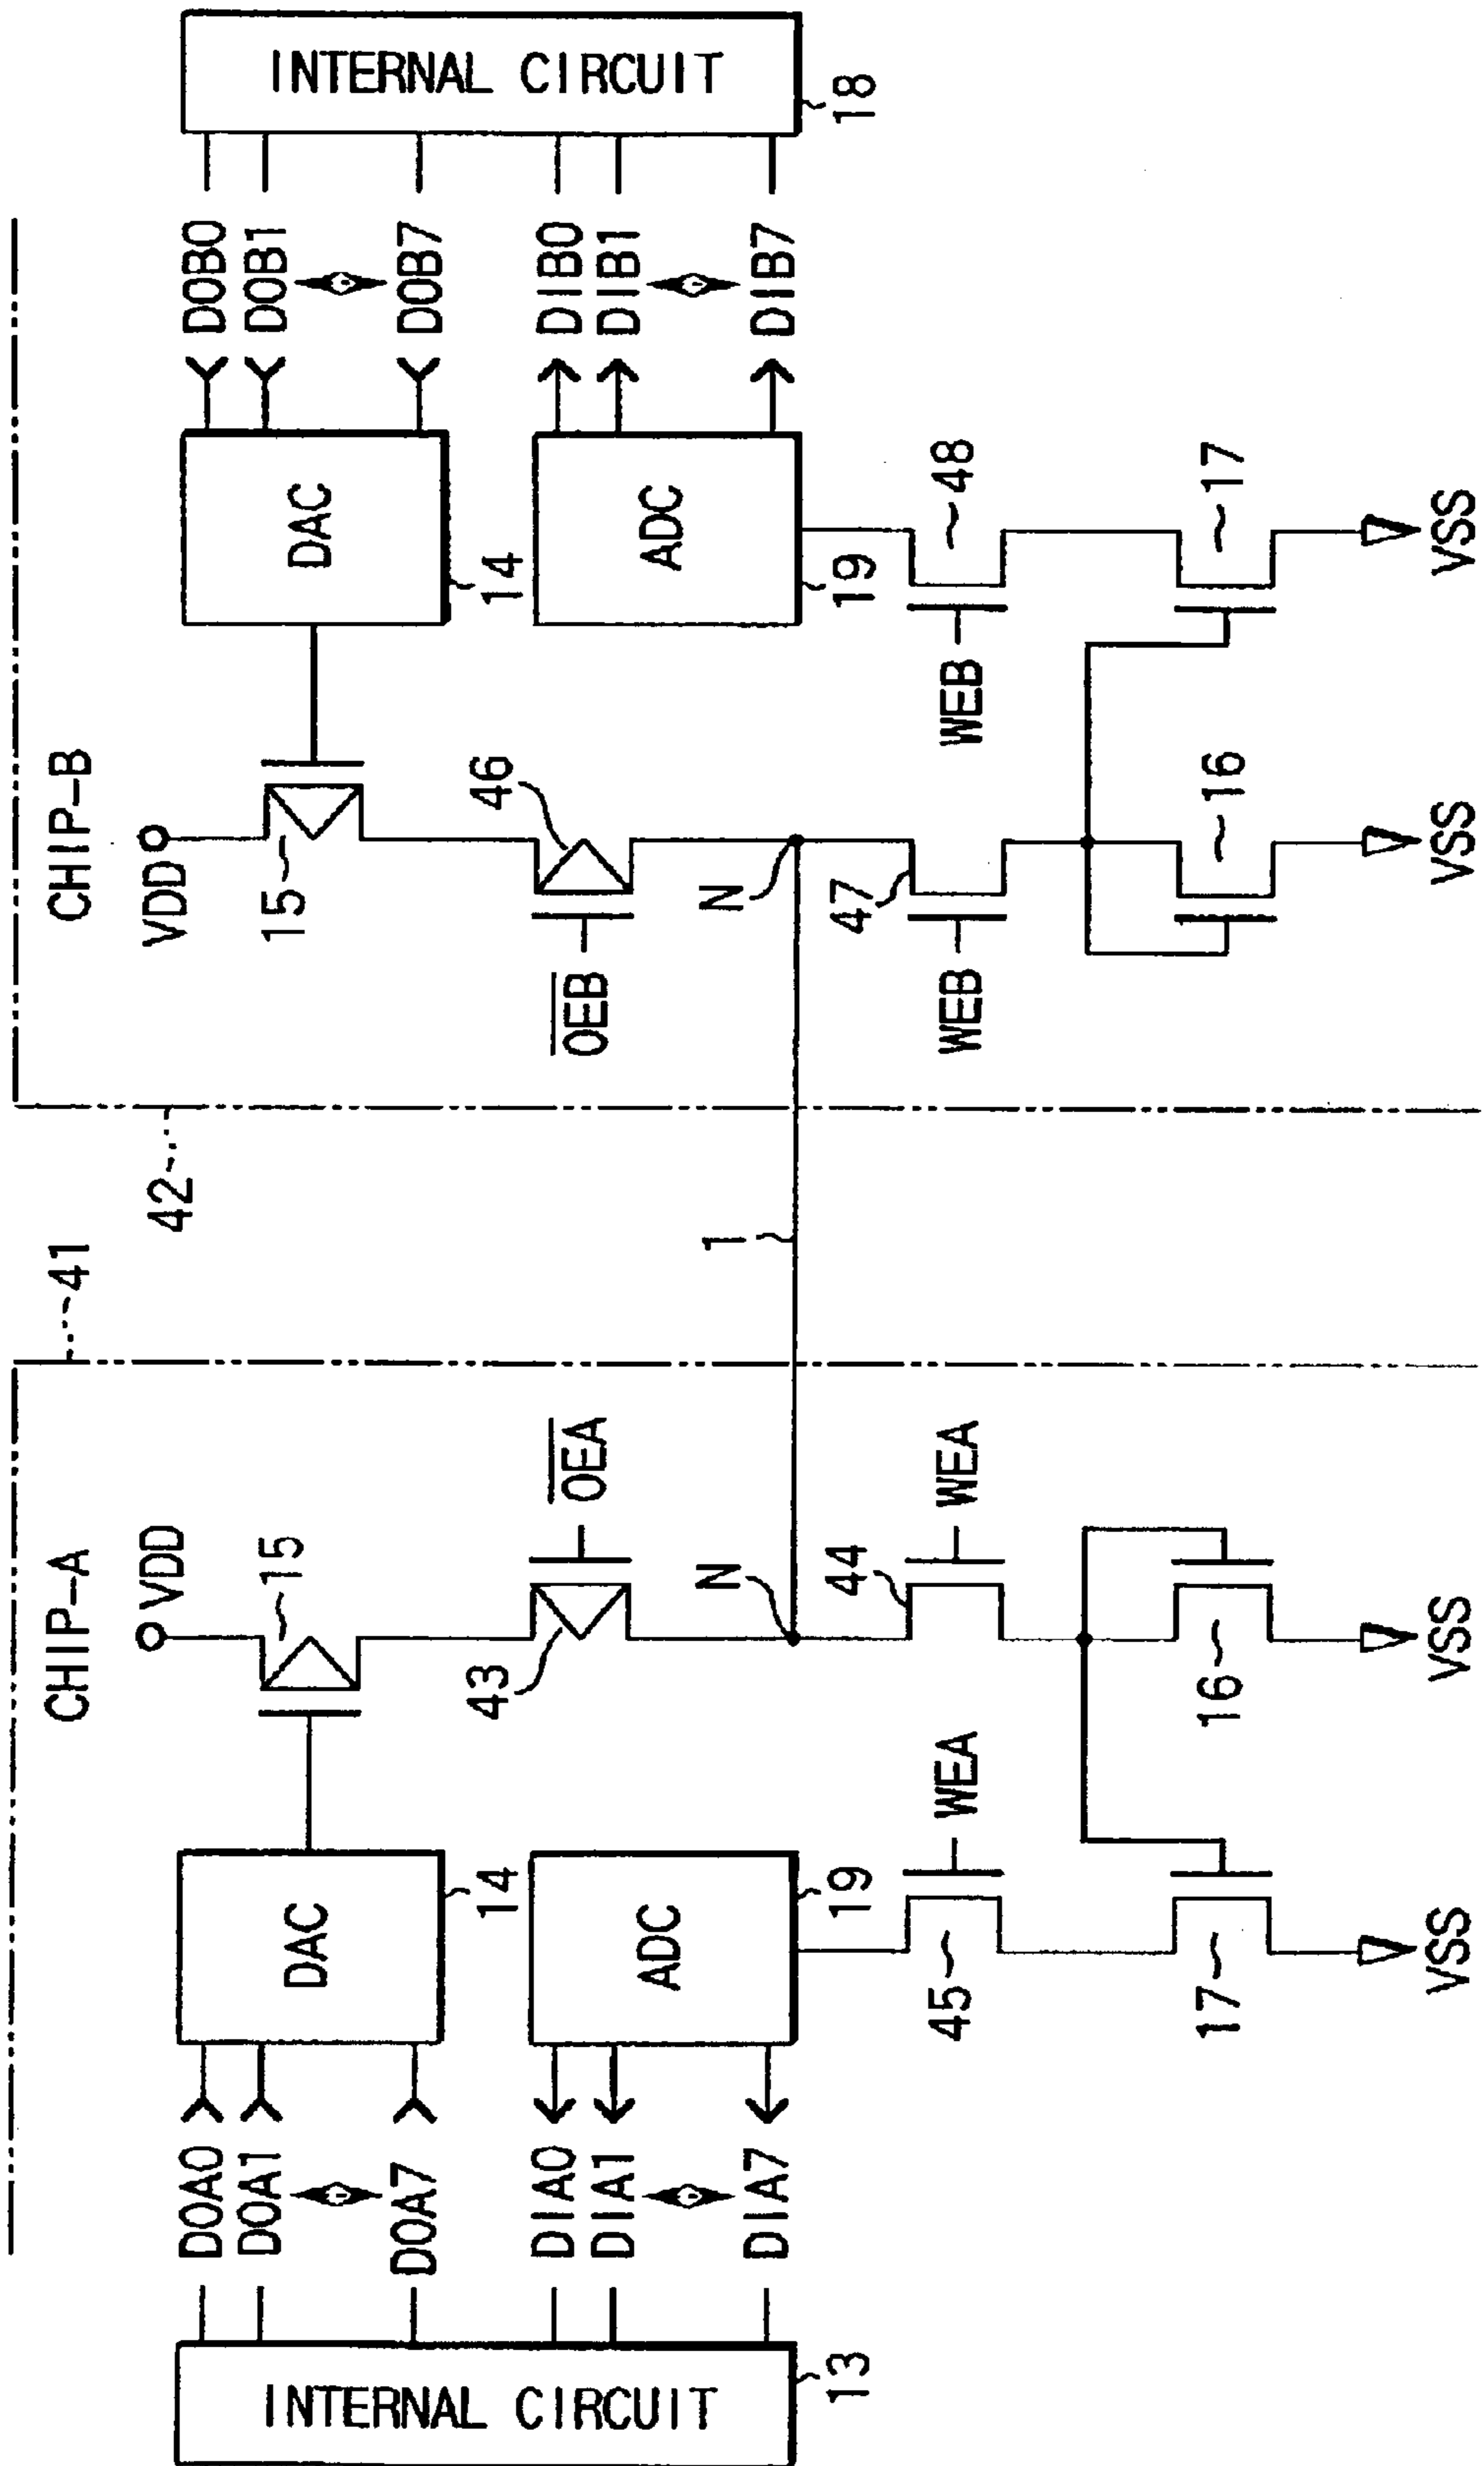 41
42
CHIP-A
CHIP-B
VDD
VDD
DOA0
DOA1
DOA7
DAC
14
15
15
DAC
14
DOB0
DOB1
DOB7
INTERNAL CIRCUIT
13
INTERNAL CIRCUIT
18
43
OEA
OEB
46
DIA0
DIA1
DIA7
ADC
19
N
1
N
ADC
19
DIB0
DIB1
DIB7
45
WEA
44
WEA
WEB
47
WEB
48
17
16
16
17
VSS
VSS
VSS
VSS